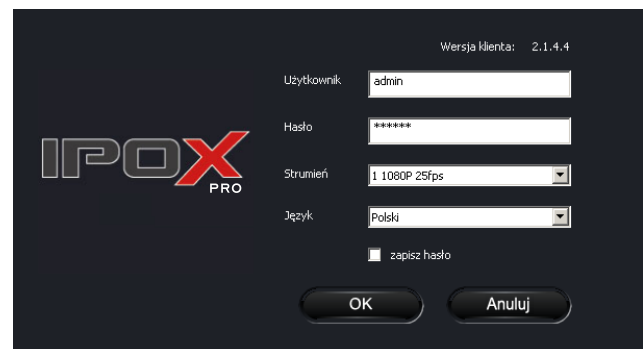 Wersja klienta: 2.1.4.4
Użytkownik admin
Hasło ******
IPOX
PRO
Strumień 1 1080P 25fps
Język Polski
zapisz hasło
OK Anuluj